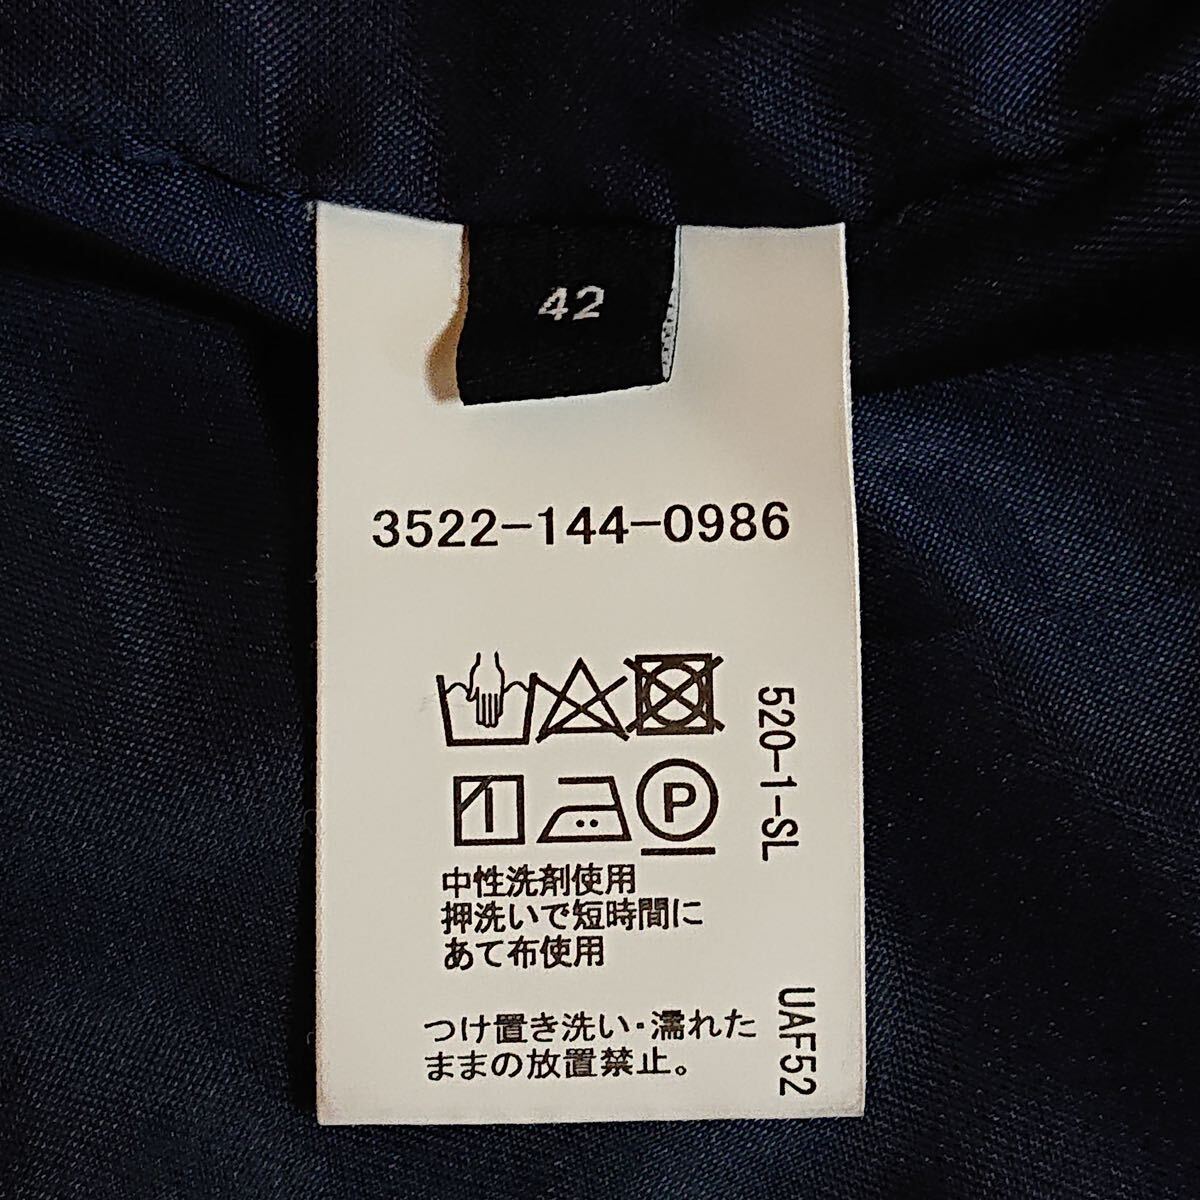 42
3522-144-0986
P
中性洗剤使用
押洗いで短時間に
あて布使用
つけ置き洗い・濡れた
ままの放置禁止。
520-1-SL
UAF52